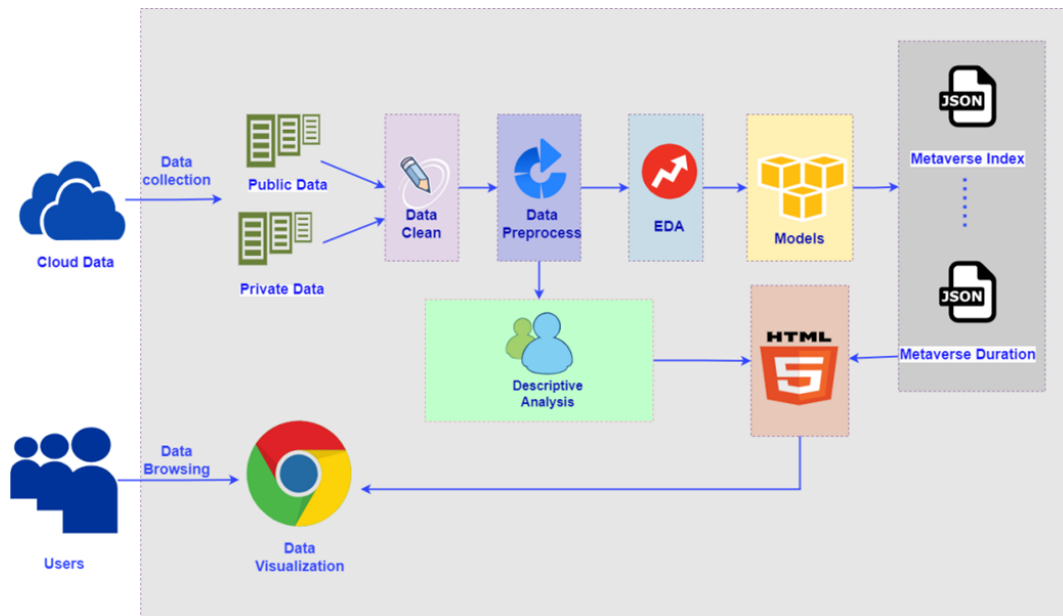 Data
collection
Cloud Data
Public Data
Private Data
Data
Clean
Data
Preprocess
EDA
Models
JSON
Metaverse Index
JSON
Metaverse Duration
Descriptive
Analysis
HTML
5
Users
Data
Browsing
Data
Visualization